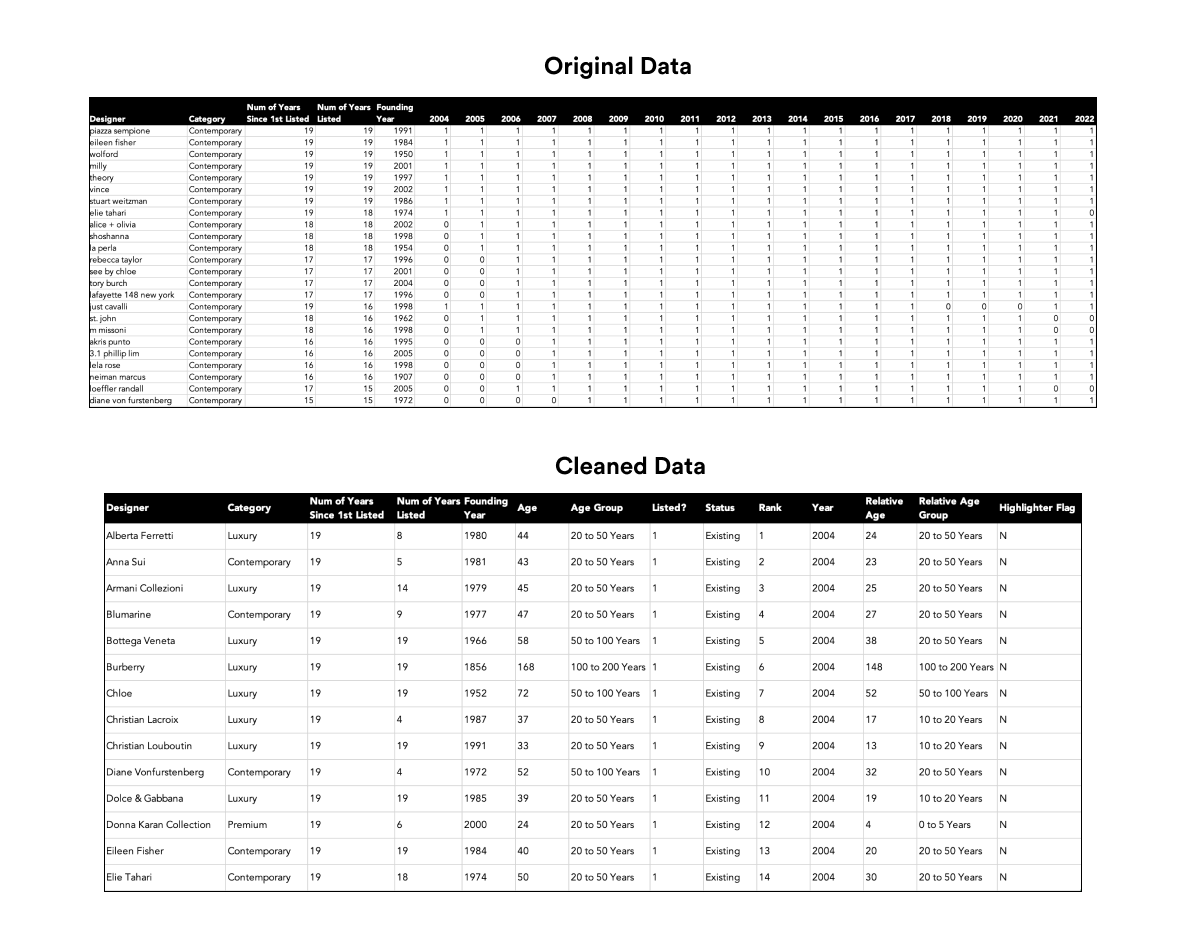 Original Data
Num of Years Num of Years Founding
Designer Category Since 1st Listed Listed Year 2004 2005 2006 2007 2008 2009 2010 2011 2012 2013 2014 2015 2016 2017 2018 2019 2020 2021 2022
piazza sempione Contemporary 19 19 1991 1 1 1 1 1 1 1 1 1 1 1 1 1 1 1 1 1 1 1
eileen fisher Contemporary 19 19 1984 1 1 1 1 1 1 1 1 1 1 1 1 1 1 1 1 1 1 1
wolford Contemporary 19 19 1950 1 1 1 1 1 1 1 1 1 1 1 1 1 1 1 1 1 1 1
milly Contemporary 19 19 2001 1 1 1 1 1 1 1 1 1 1 1 1 1 1 1 1 1 1 1
theory Contemporary 19 19 1997 1 1 1 1 1 1 1 1 1 1 1 1 1 1 1 1 1 1 1
vince Contemporary 19 19 2002 1 1 1 1 1 1 1 1 1 1 1 1 1 1 1 1 1 1 1
stuart weitzman Contemporary 19 19 1986 1 1 1 1 1 1 1 1 1 1 1 1 1 1 1 1 1 1 1
elie tahari Contemporary 19 18 1974 1 1 1 1 1 1 1 1 1 1 1 1 1 1 1 1 1 1 0
alice + olivia Contemporary 18 18 2002 0 1 1 1 1 1 1 1 1 1 1 1 1 1 1 1 1 1 1
shoshanna Contemporary 18 18 1998 0 1 1 1 1 1 1 1 1 1 1 1 1 1 1 1 1 1 1
la perla Contemporary 18 18 1954 0 1 1 1 1 1 1 1 1 1 1 1 1 1 1 1 1 1 1
rebecca taylor Contemporary 17 17 1996 0 0 1 1 1 1 1 1 1 1 1 1 1 1 1 1 1 1 1
see by chloe Contemporary 17 17 2001 0 0 1 1 1 1 1 1 1 1 1 1 1 1 1 1 1 1 1
tory burch Contemporary 17 17 2004 0 0 1 1 1 1 1 1 1 1 1 1 1 1 1 1 1 1 1
lafayette 148 new york Contemporary 17 17 1996 0 0 1 1 1 1 1 1 1 1 1 1 1 1 1 1 1 1 1
just cavalli Contemporary 19 16 1998 1 1 1 1 1 1 1 1 1 1 1 1 1 1 0 0 0 1 1
st. john Contemporary 18 16 1962 0 1 1 1 1 1 1 1 1 1 1 1 1 1 1 1 1 0 0
m missoni Contemporary 18 16 1998 0 1 1 1 1 1 1 1 1 1 1 1 1 1 1 1 1 0 0
akris punto Contemporary 16 16 1995 0 0 0 1 1 1 1 1 1 1 1 1 1 1 1 1 1 1 1
3.1 phillip lim Contemporary 16 16 2005 0 0 0 1 1 1 1 1 1 1 1 1 1 1 1 1 1 1 1
lela rose Contemporary 16 16 1998 0 0 0 1 1 1 1 1 1 1 1 1 1 1 1 1 1 1 1
neiman marcus Contemporary 16 16 1907 0 0 0 1 1 1 1 1 1 1 1 1 1 1 1 1 1 1 1
loeffler randall Contemporary 17 15 2005 0 0 1 1 1 1 1 1 1 1 1 1 1 1 1 1 1 0 0
diane von furstenberg Contemporary 15 15 1972 0 0 0 0 1 1 1 1 1 1 1 1 1 1 1 1 1 1 1
Cleaned Data
Num of Years Num of Years Founding Relative Relative Age
Designer Category Since 1st Listed Listed Year Age Age Group Listed? Status Rank Year Age Group Highlighter Flag
Alberta Ferretti Luxury 19 8 1980 44 20 to 50 Years 1 Existing 1 2004 24 20 to 50 Years N
Anna Sui Contemporary 19 5 1981 43 20 to 50 Years 1 Existing 2 2004 23 20 to 50 Years N
Armani Collezioni Luxury 19 14 1979 45 20 to 50 Years 1 Existing 3 2004 25 20 to 50 Years N
Blumarine Contemporary 19 9 1977 47 20 to 50 Years 1 Existing 4 2004 27 20 to 50 Years N
Bottega Veneta Luxury 19 19 1966 58 50 to 100 Years 1 Existing 5 2004 38 20 to 50 Years N
Burberry Luxury 19 19 1856 168 100 to 200 Years 1 Existing 6 2004 148 100 to 200 Years N
Chloe Luxury 19 19 1952 72 50 to 100 Years 1 Existing 7 2004 52 50 to 100 Years N
Christian Lacroix Luxury 19 4 1987 37 20 to 50 Years 1 Existing 8 2004 17 10 to 20 Years N
Christian Louboutin Luxury 19 19 1991 33 20 to 50 Years 1 Existing 9 2004 13 10 to 20 Years N
Diane Vonfurstenberg Contemporary 19 4 1972 52 50 to 100 Years 1 Existing 10 2004 32 20 to 50 Years N
Dolce & Gabbana Luxury 19 19 1985 39 20 to 50 Years 1 Existing 11 2004 19 10 to 20 Years N
Donna Karan Collection Premium 19 6 2000 24 20 to 50 Years 1 Existing 12 2004 4 0 to 5 Years N
Eileen Fisher Contemporary 19 19 1984 40 20 to 50 Years 1 Existing 13 2004 20 20 to 50 Years N
Elie Tahari Contemporary 19 18 1974 50 20 to 50 Years 1 Existing 14 2004 30 20 to 50 Years N